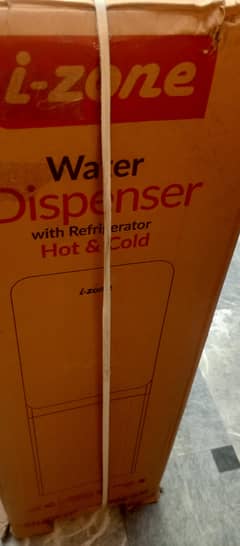 i-zone
Water
Dispenser
with Refrigerator
Hot & Cold
i-zone